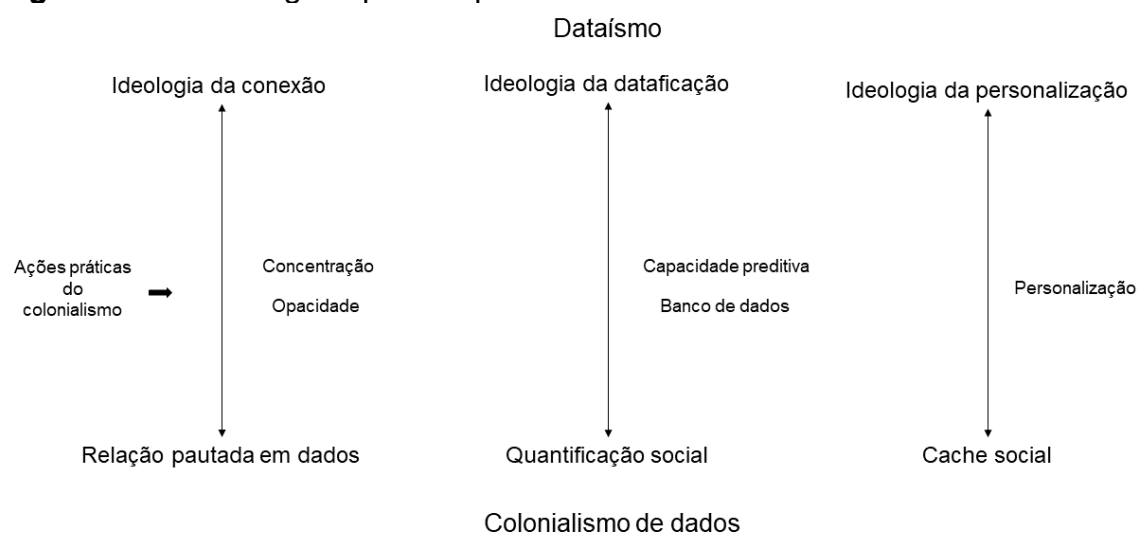 Dataísmo
Ideologia da conexão
Ideologia da dataficação
Ideologia da personalização
Ações práticas
do
colonialismo
Concentração
Opacidade
Capacidade preditiva
Banco de dados
Personalização
Relação pautada em dados
Quantificação social
Cache social
Colonialismo de dados